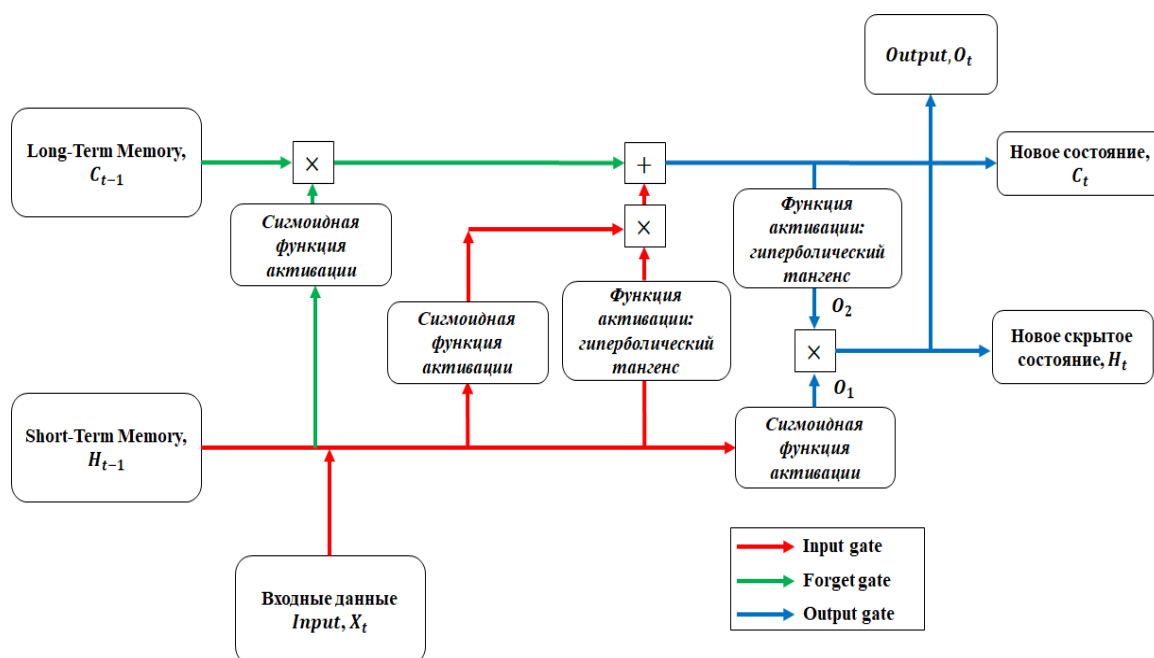 Output, O_t
Long-Term Memory,
C_{t-1}
×
+
Новое состояние,
C_t
Сигмоидная
функция
активации
×
Функция
активации:
гиперболический
тангенс
Сигмоидная
функция
активации
Функция
активации:
гиперболический
тангенс
O_2
×
Новое скрытое
состояние, H_t
O_1
Short-Term Memory,
H_{t-1}
Сигмоидная
функция
активации
Входные данные
Input, X_t
Input gate
Forget gate
Output gate